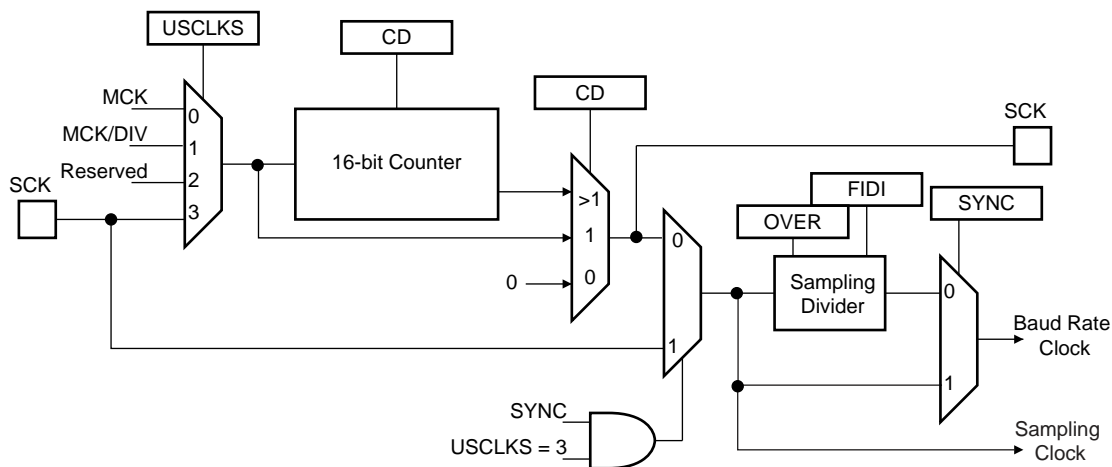 USCLKS
CD
CD
MCK
0
MCK/DIV
1
Reserved
2
SCK
3
16-bit Counter
>1
1
0
0
SCK
FIDI
OVER
SYNC
0
1
Sampling
Divider
0
1
Baud Rate
Clock
SYNC
USCLKS = 3
Sampling
Clock